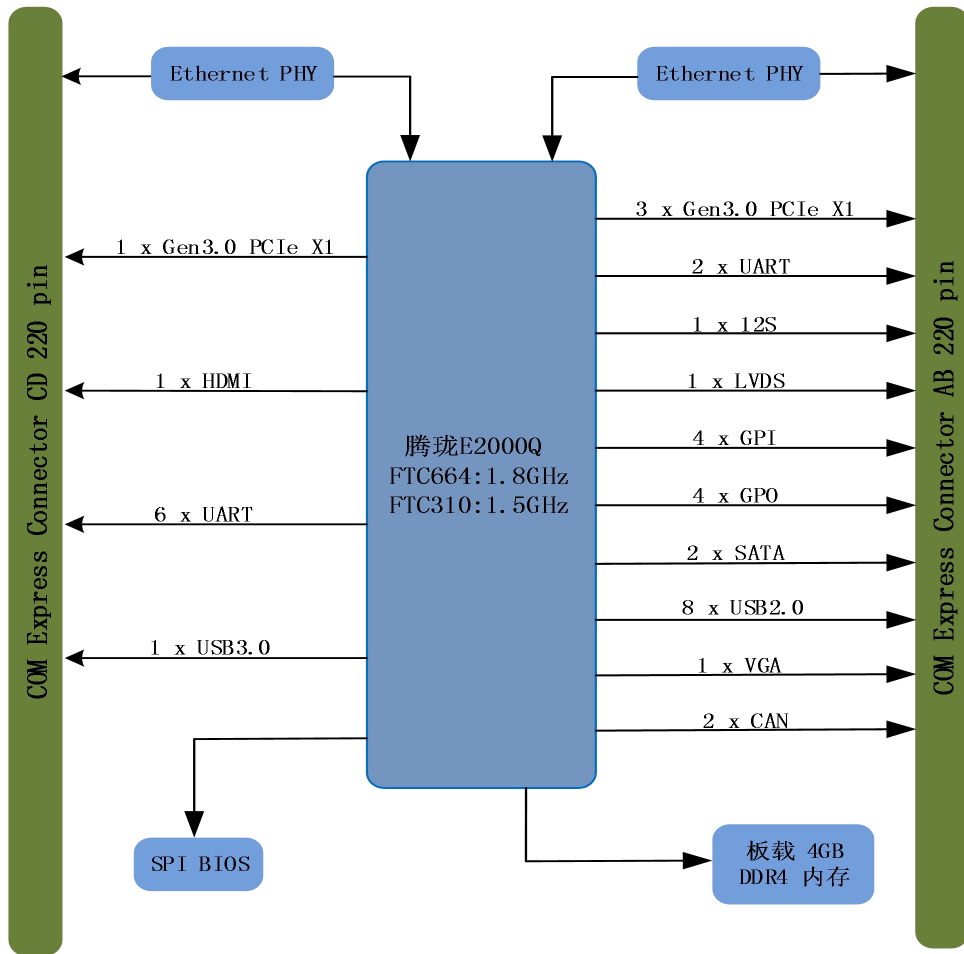 Ethernet PHY
Ethernet PHY
3 x Gen3.0 PCIe X1
1 x Gen3.0 PCIe X1
2 x UART
1 x 12S
1 x HDMI
1 x LVDS
4 x GPI
腾珑E2000Q
FTC664:1.8GHz
FTC310:1.5GHz
4 x GPO
6 x UART
2 x SATA
8 x USB2.0
1 x USB3.0
1 x VGA
2 x CAN
COM Express Connector CD 220 pin
COM Express Connector AB 220 pin
SPI BIOS
板载 4GB
DDR4 内存